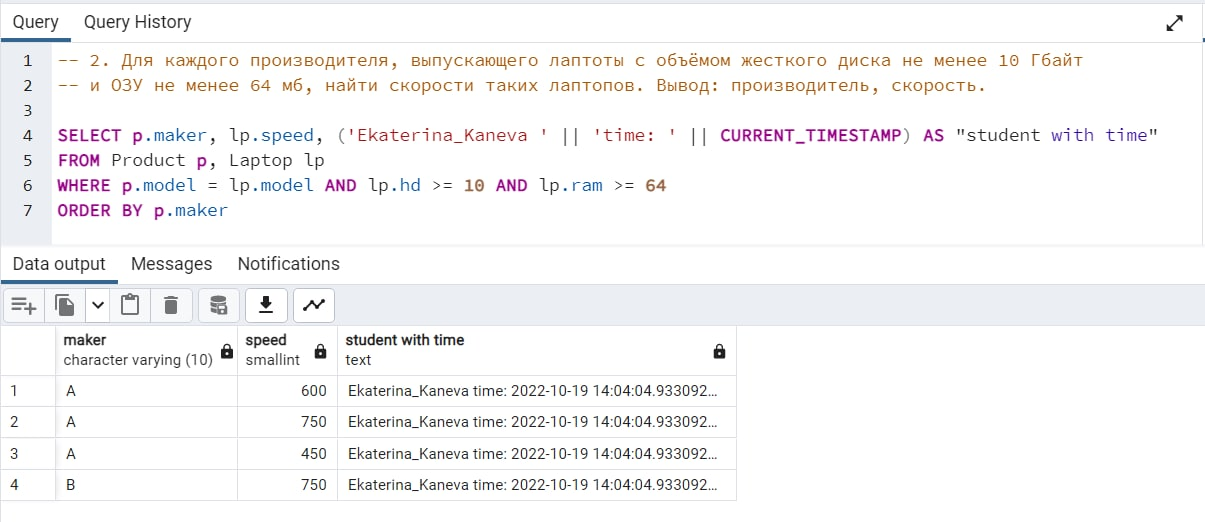 Query Query History
1 -- 2. Для каждого производителя, выпускающего лаптоты с объёмом жесткого диска не менее 10 Гбайт
2 -- и ОЗУ не менее 64 мб, найти скорости таких лаптопов. Вывод: производитель, скорость.
3
4 SELECT p.maker, lp.speed, ('Ekaterina_Kaneva ' || 'time: ' || CURRENT_TIMESTAMP) AS "student with time"
5 FROM Product p, Laptop lp
6 WHERE p.model = lp.model AND lp.hd >= 10 AND lp.ram >= 64
7 ORDER BY p.maker
Data output Messages Notifications
maker speed student with time
character varying (10) smallint text
1 A 600 Ekaterina_Kaneva time: 2022-10-19 14:04:04.933092...
2 A 750 Ekaterina_Kaneva time: 2022-10-19 14:04:04.933092...
3 A 450 Ekaterina_Kaneva time: 2022-10-19 14:04:04.933092...
4 B 750 Ekaterina_Kaneva time: 2022-10-19 14:04:04.933092...